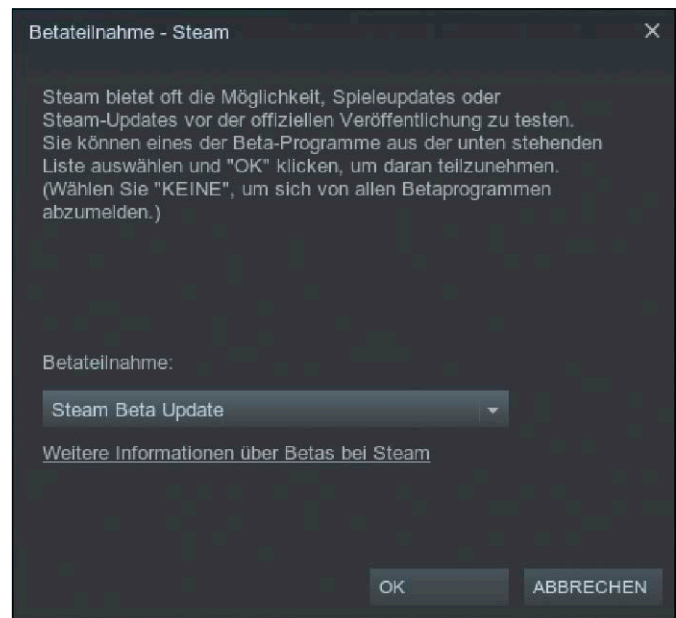 Betateilnahme - Steam
Steam bietet oft die Möglichkeit, Spieleupdates oder
Steam-Updates vor der offiziellen Veröffentlichung zu testen.
Sie können eines der Beta-Programme aus der unten stehenden
Liste auswählen und "OK" klicken, um daran teilzunehmen.
(Wählen Sie "KEINE", um sich von allen Betaprogrammen
abzumelden.)
Betateilnahme:
Steam Beta Update
Weitere Informationen über Betas bei Steam
OK
ABBRECHEN